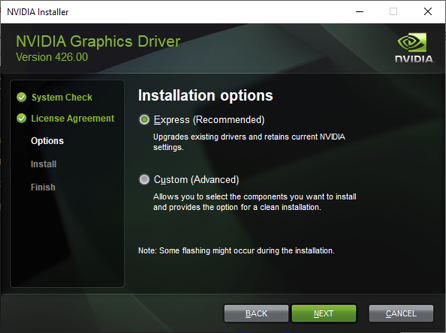 NVIDIA Installer
NVIDIA Graphics Driver
Version 426.00
NVIDIA
System Check
License Agreement
Options
Install
Finish
Installation options
Express (Recommended)
Upgrades existing drivers and retains current NVIDIA
settings.
Custom (Advanced)
Allows you to select the components you want to install
and provides the option for a clean installation.
Note: Some flashing might occur during the installation.
BACK
NEXT
CANCEL